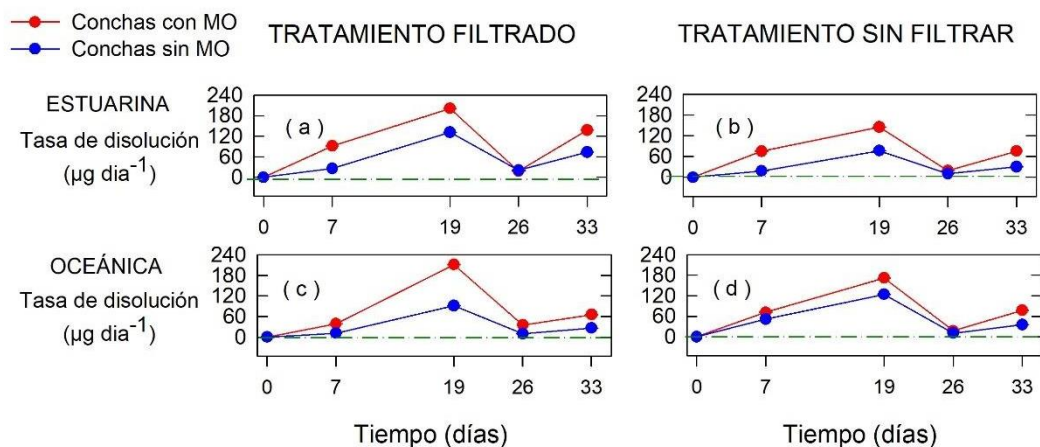 Conchas con MO
Conchas sin MO
TRATAMIENTO FILTRADO
TRATAMIENTO SIN FILTRAR
ESTUARINA
Tasa de disolución
(µg dia⁻¹)
240
180
120
60
0
( a )
0 7 19 26 33
240
180
120
60
0
( b )
0 7 19 26 33
OCEÁNICA
Tasa de disolución
(µg dia⁻¹)
240
180
120
60
0
( c )
0 7 19 26 33
240
180
120
60
0
( d )
0 7 19 26 33
Tiempo (días)
Tiempo (días)